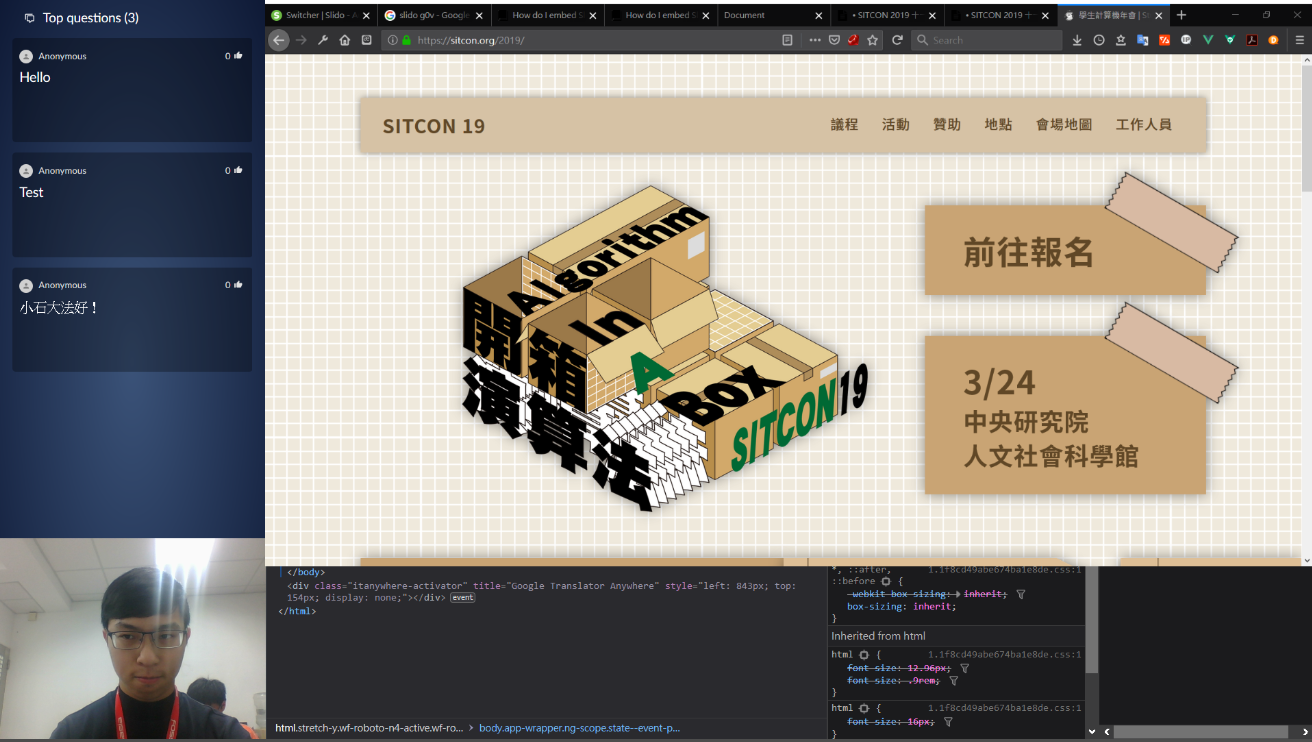 Top questions (3)
Anonymous
0
Hello
Anonymous
0
Test
Anonymous
0
小石大法好！
Switcher | Slido - A
slido g0v - Google
How do I embed S
How do I embed S
Document
• SITCON 2019 十
• SITCON 2019 十
學生計算機年會 | Si
https://sitcon.org/2019/
Search
SITCON 19
議程
活動
贊助
地點
會場地圖
工作人員
Algorithm
In
A
Box
開箱
演算法
SITCON 19
前往報名
3/24
中央研究院
人文社會科學館
</body>
<div class="itanywhere-activator" title="Google Translator Anywhere" style="left: 843px; top:
154px; display: none;"></div> event
</html>
html.stretch-y.wf-roboto-n4-active.wf-ro... > body.app-wrapper.ng-scope.state--event-p...
*, ::after, 1.1f8cd49abe674ba1e8de.css:1
::before {
-webkit-box-sizing: inherit;
box-sizing: inherit;
}
Inherited from html
html { 1.1f8cd49abe674ba1e8de.css:1
font-size: 12.96px;
font-size: .9rem;
}
html { 1.1f8cd49abe674ba1e8de.css:1
font-size: 16px;
}